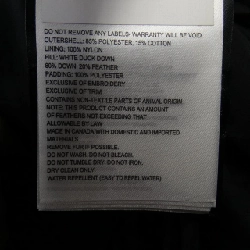 DO NOT REMOVE ANY LABELS- WARRANTY WILL BE VOID
OUTERSHELL: 85% POLYESTER, 15% COTTON
LINING: 100% NYLON
FILL: WHITE DUCK DOWN
80% DOWN, 20% FEATHER
PADDING: 100% POLYESTER
EXCLUSIVE OF EMBROIDERY
EXCLUSIVE OF TRIM
CONTAINS NON-TEXTILE PARTS OF ANIMAL ORIGIN
NOTE: THIS PRODUCT CONTAINS AN AMOUNT
OF FEATHERS NOT EXCEEDING THAT
ALLOWABLE BY LAW
MADE IN CANADA WITH DOMESTIC AND IMPORTED
MATERIALS
REMOVE FUR IF POSSIBLE.
DO NOT WASH. DO NOT BLEACH.
DO NOT TUMBLE DRY. DO NOT IRON.
DRY CLEAN ONLY
WATER REPELLENT (EASY TO REPEL WATER)